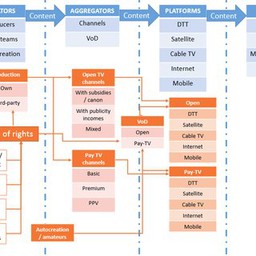 ATORS
Content
AGGREGATORS
Content
PLATFORMS
Content
ucers
teams
reation
Channels
VoD
DTT
Satellite
Cable TV
Internet
Mobile
oduction
Own
rd-party
of rights
Open TV
channels
With subsidies
/ canon
With publicity
incomes
Mixed
Pay TV
channels
Basic
Premium
PPV
VoD
Open
Pay-TV
Open
DTT
Satellite
Cable TV
Internet
Mobile
Pay-TV
DTT
Satellite
Cable TV
Internet
Mobile
Autocreation
/ amateurs